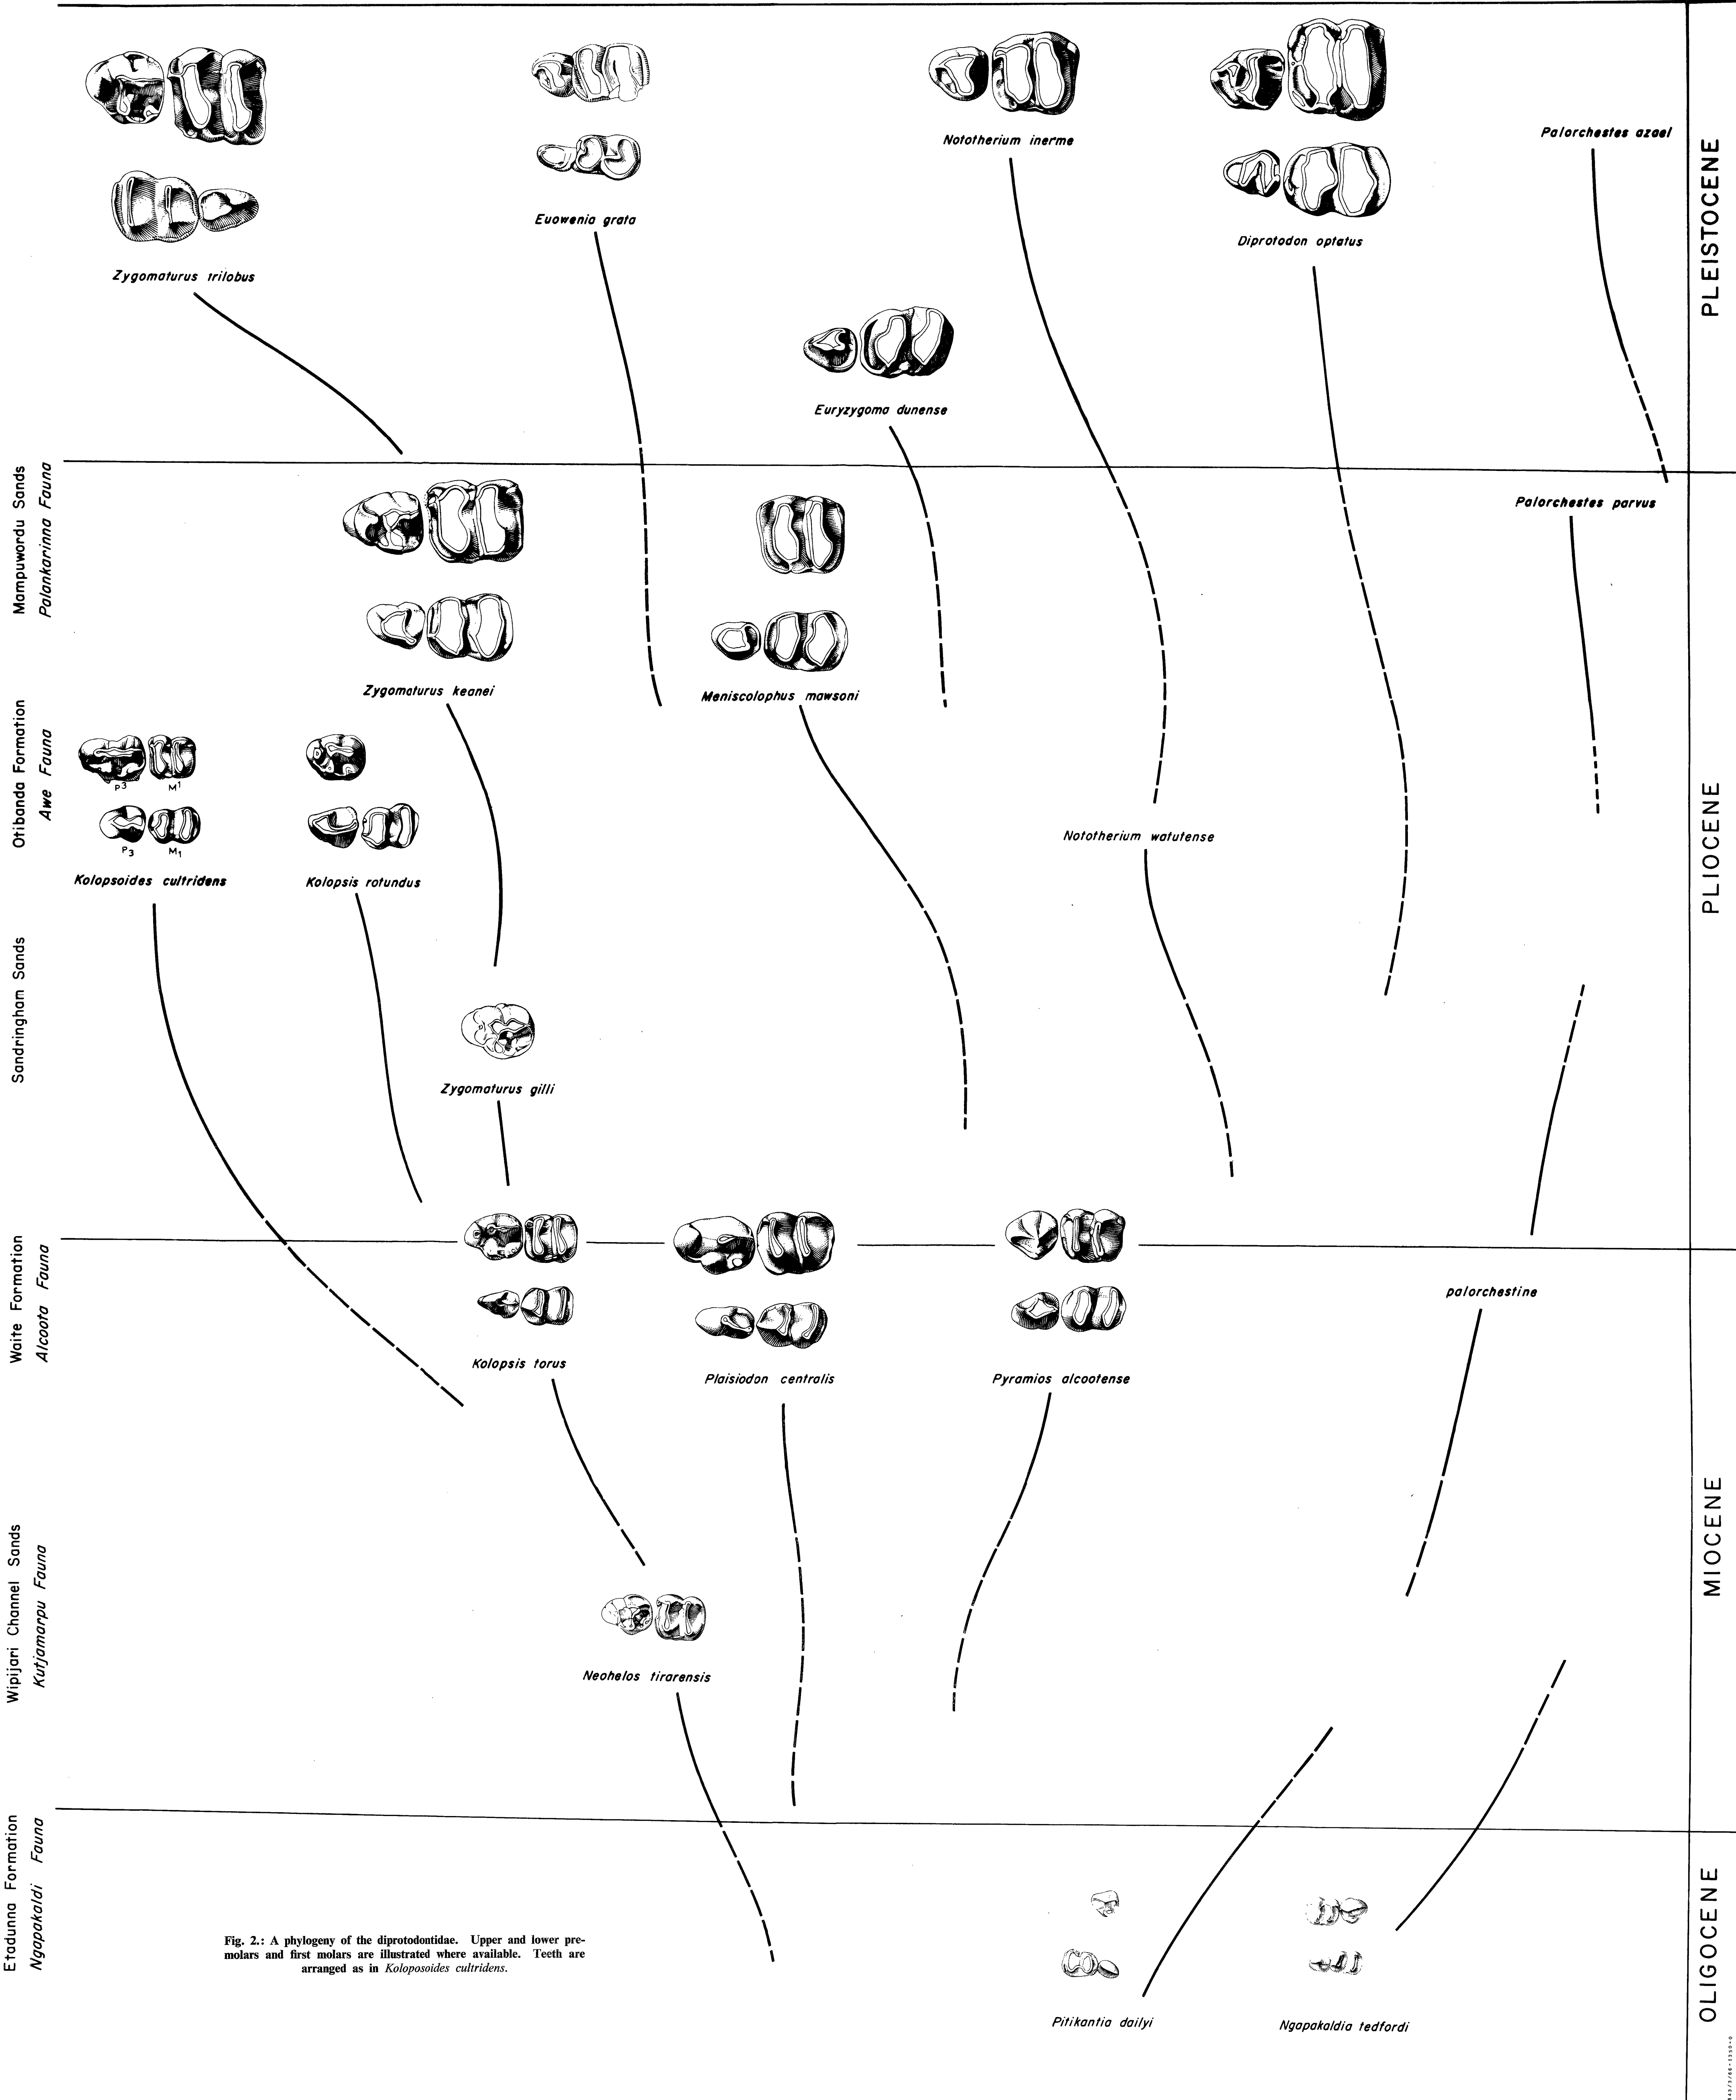 Zygomaturus trilobus
Euowenia grata
Nototherium inerme
Diprotodon optatus
Palorchestes azael
PLEISTOCENE
Euryzygoma dunense
Mampuwordu Sands
Palankarinna Fauna
Zygomaturus keanei
Meniscolophus mawsoni
Palorchestes parvus
Otibanda Formation
Awe Fauna
P3 M1
P3 M1
Kolopsoides cultridens
Kolopsis rotundus
Nototherium watutense
PLIOCENE
Sandringham Sands
Zygomaturus gilli
Waite Formation
Alcoota Fauna
Kolopsis torus
Plaisiodon centralis
Pyramios alcootense
palorchestine
MIOCENE
Wipijari Channel Sands
Kutjamarpu Fauna
Neohelos tirarensis
Etadunna Formation
Ngapakaldi Fauna
Pitikantia dailyi
Ngapakaldia tedfordi
OLIGOCENE
Fig. 2.: A phylogeny of the diprotodontidae. Upper and lower pre-
molars and first molars are illustrated where available. Teeth are
arranged as in Koloposoides cultridens.